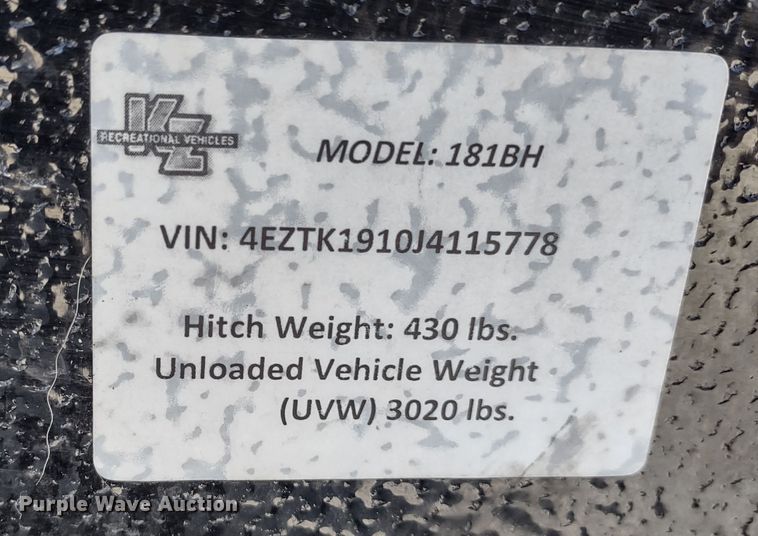 KZ
RECREATIONAL VEHICLES
MODEL: 181BH
VIN: 4EZTK1910J4115778
Hitch Weight: 430 lbs.
Unloaded Vehicle Weight
(UVW) 3020 lbs.
Purple Wave Auction